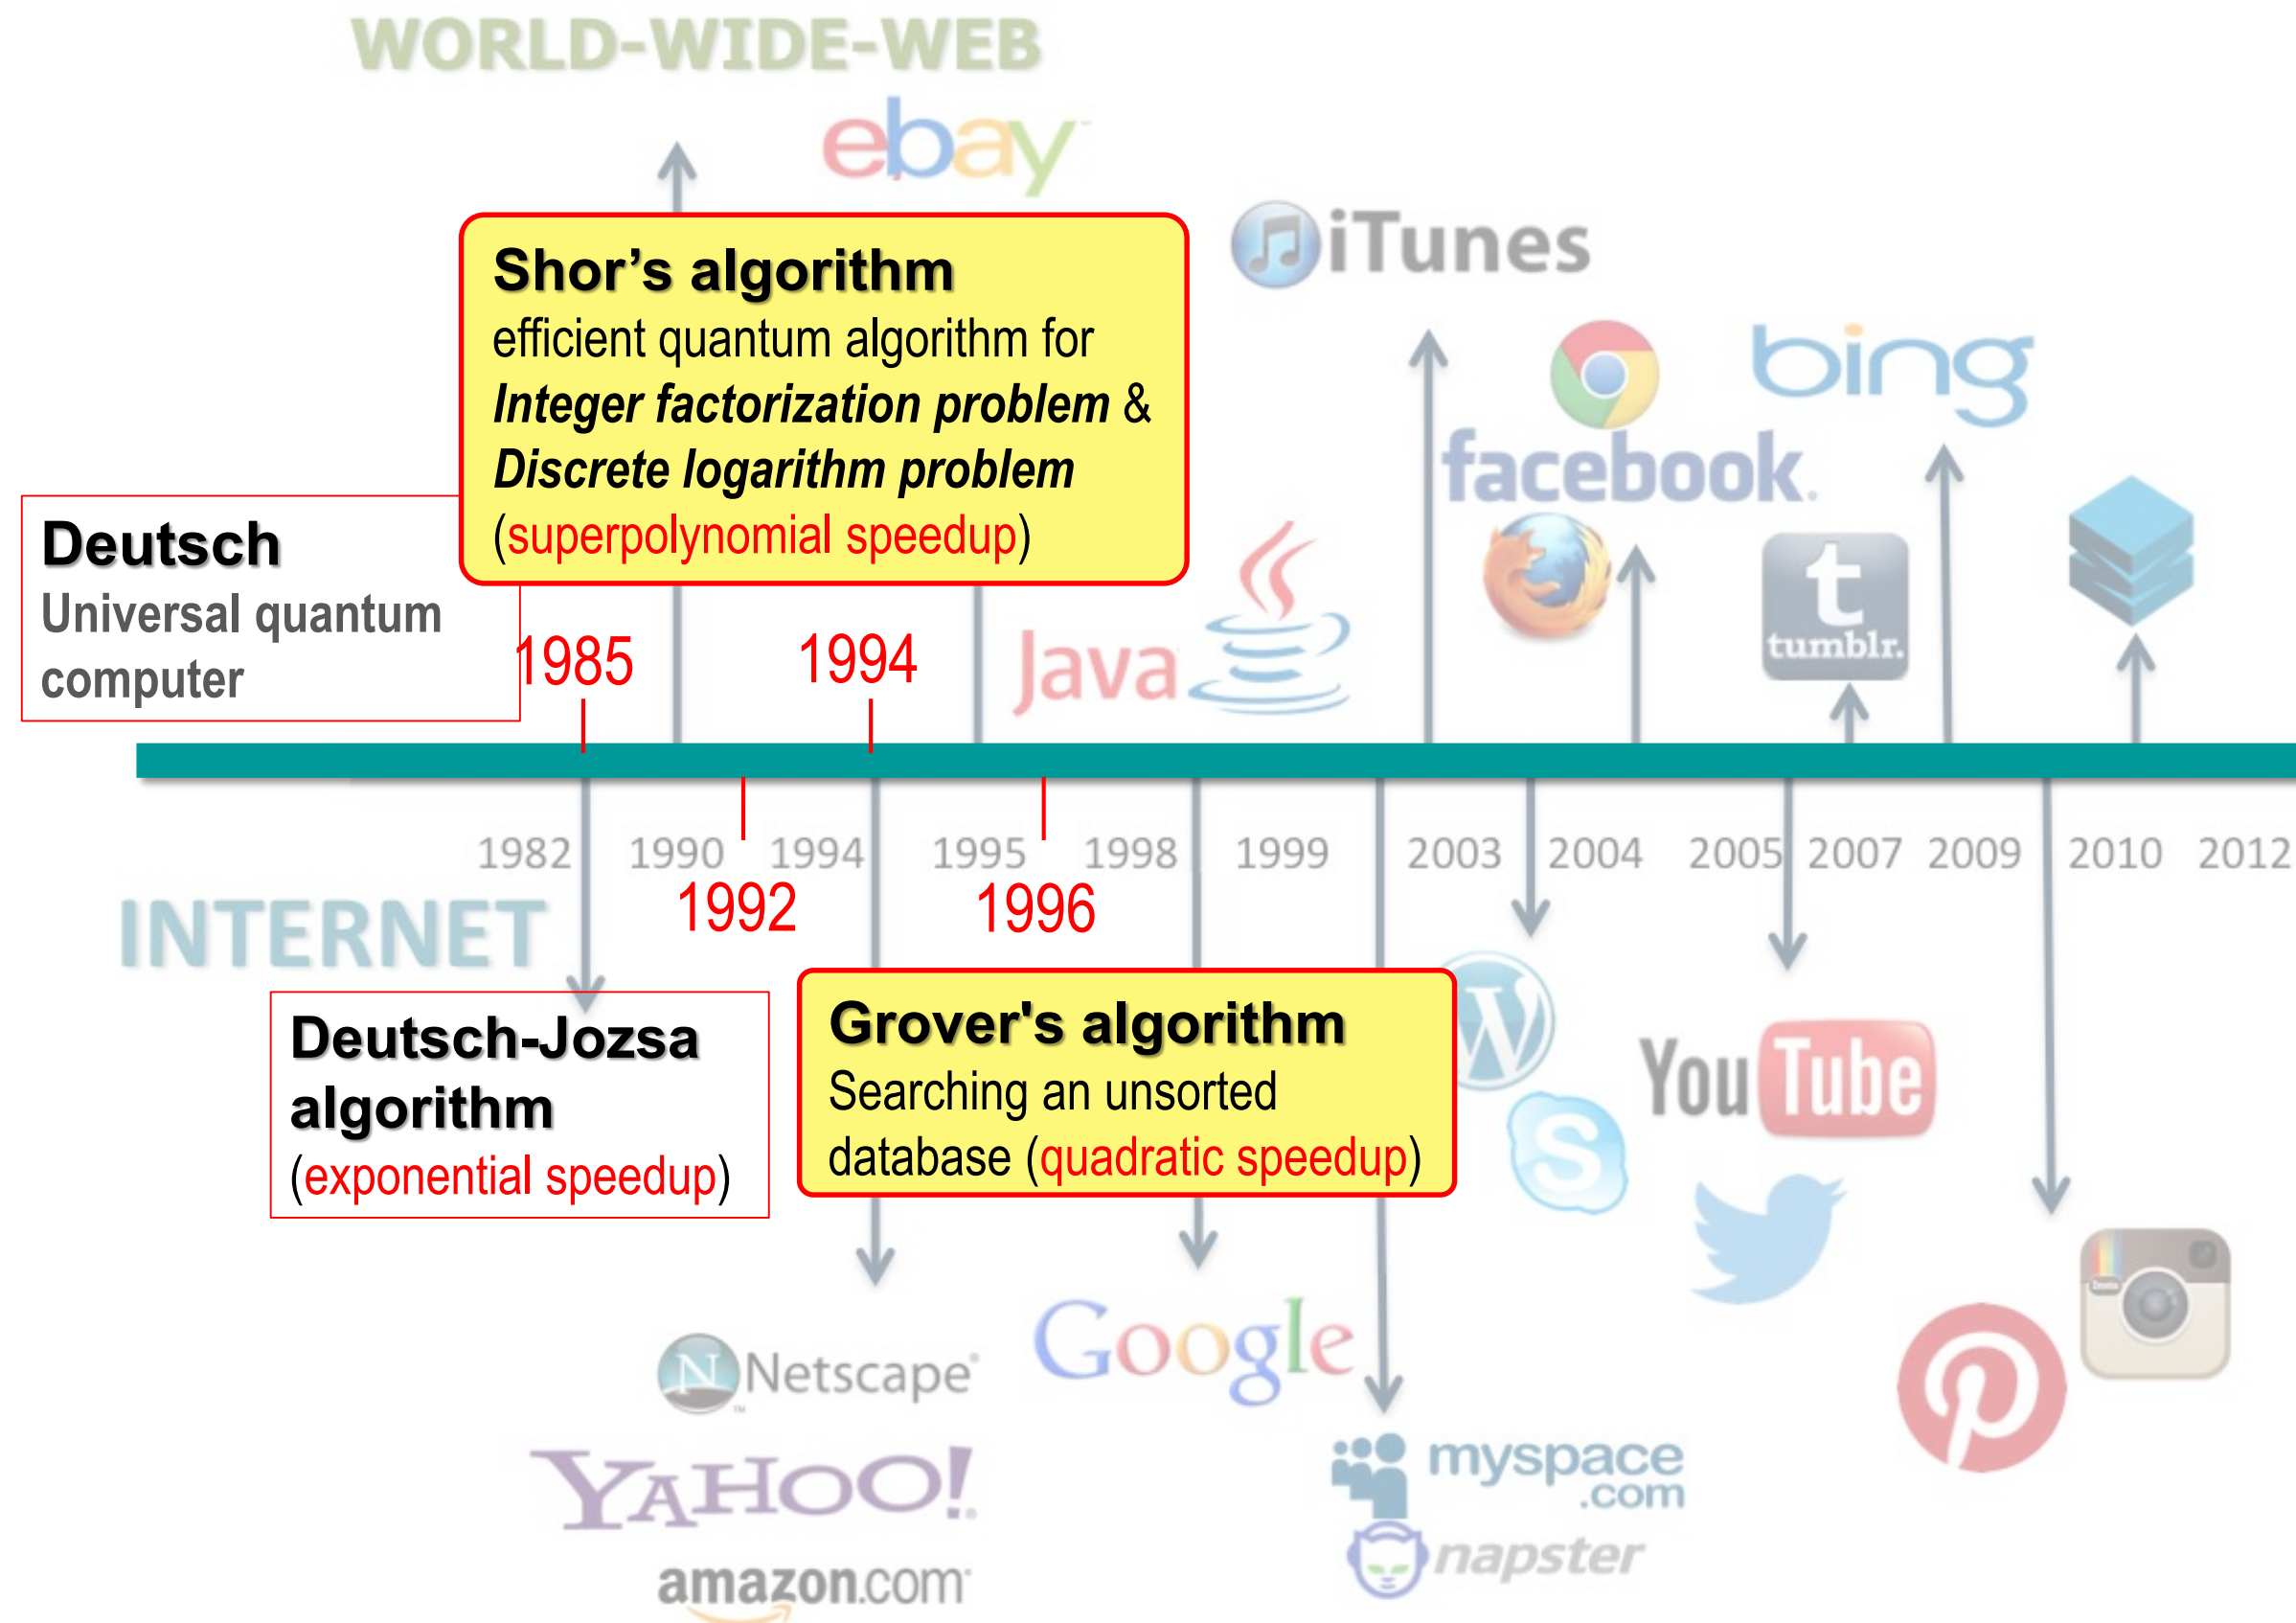 WORLD-WIDE-WEB
ebay
iTunes
Shor's algorithm
efficient quantum algorithm for
Integer factorization problem &
Discrete logarithm problem
(superpolynomial speedup)
bing
facebook.
Deutsch
Universal quantum
computer
1985
1994
Java
t
tumblr.
1982
1990
1994
1995
1998
1999
2003
2004
2005
2007
2009
2010
2012
1992
1996
INTERNET
Deutsch-Jozsa
algorithm
(exponential speedup)
Grover's algorithm
Searching an unsorted
database (quadratic speedup)
W
S
YouTube
N Netscape
Google
YAHOO!
myspace
.com
napster
amazon.com